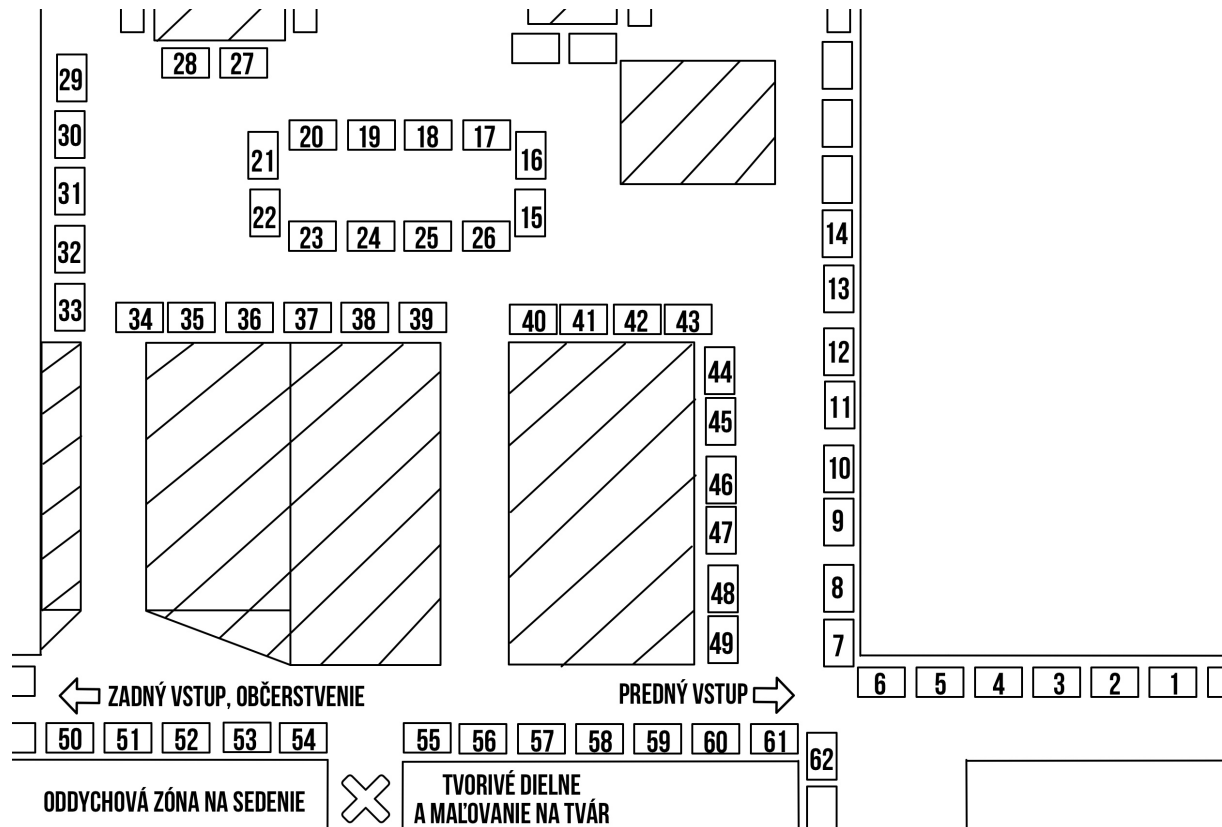 28 27
29
30
31
32
33
20 19 18 17
21
16
22
15
23 24 25 26
14
13
12
11
10
9
8
7
34 35 36 37 38 39
40 41 42 43
44
45
46
47
48
49
6 5 4 3 2 1
ZADNÝ VSTUP, OBČERSTVENIE
PREDNÝ VSTUP
50 51 52 53 54
55 56 57 58 59 60 61
62
ODDYCHOVÁ ZÓNA NA SEDENIE
TVORIVÉ DIELNE
A MAĽOVANIE NA TVÁR